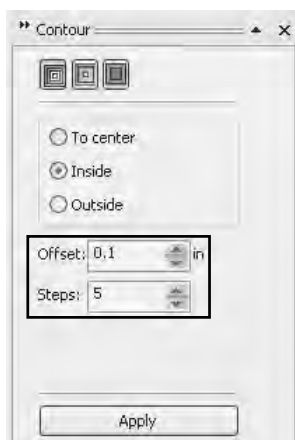 Contour
To center
Inside
Outside
Offset: 0.1 in
Steps: 5
Apply